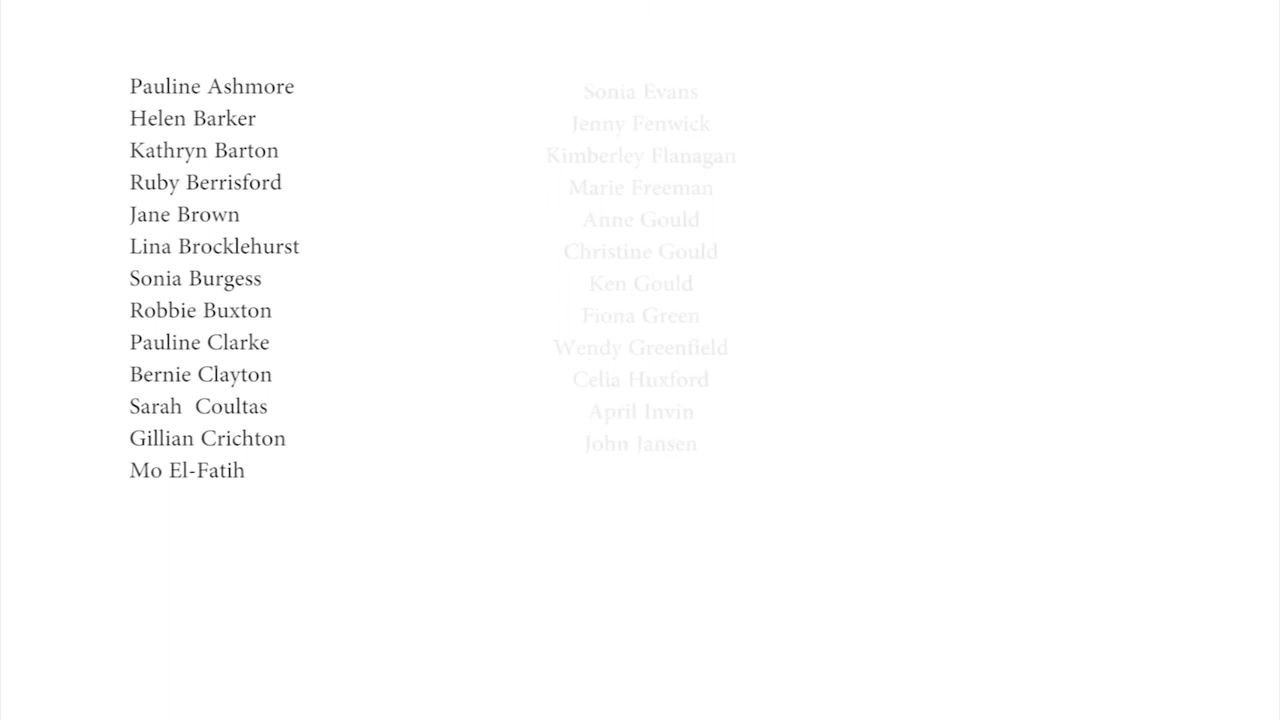 Pauline Ashmore
Helen Barker
Kathryn Barton
Ruby Berrisford
Jane Brown
Lina Brocklehurst
Sonia Burgess
Robbie Buxton
Pauline Clarke
Bernie Clayton
Sarah  Coultas
Gillian Crichton
Mo El-Fatih
Sonia Evans
Jenny Fenwick
Kimberley Flanagan
Marie Freeman
Anne Gould
Christine Gould
Ken Gould
Fiona Green
Wendy Greenfield
Celia Huxford
April Invin
John Jansen